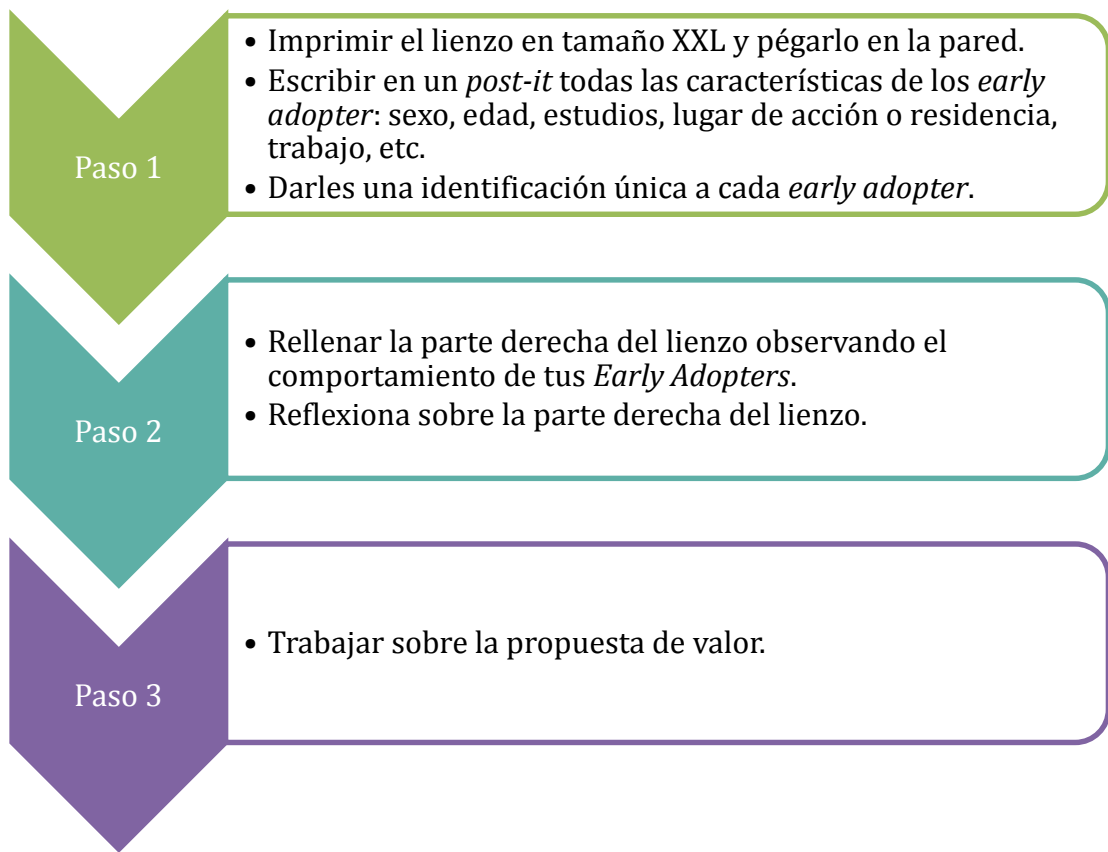 Paso 1
• Imprimir el lienzo en tamaño XXL y pégarlo en la pared.
• Escribir en un post-it todas las características de los early
adopter: sexo, edad, estudios, lugar de acción o residencia,
trabajo, etc.
• Darles una identificación única a cada early adopter.
Paso 2
• Rellenar la parte derecha del lienzo observando el
comportamiento de tus Early Adopters.
• Reflexiona sobre la parte derecha del lienzo.
Paso 3
• Trabajar sobre la propuesta de valor.